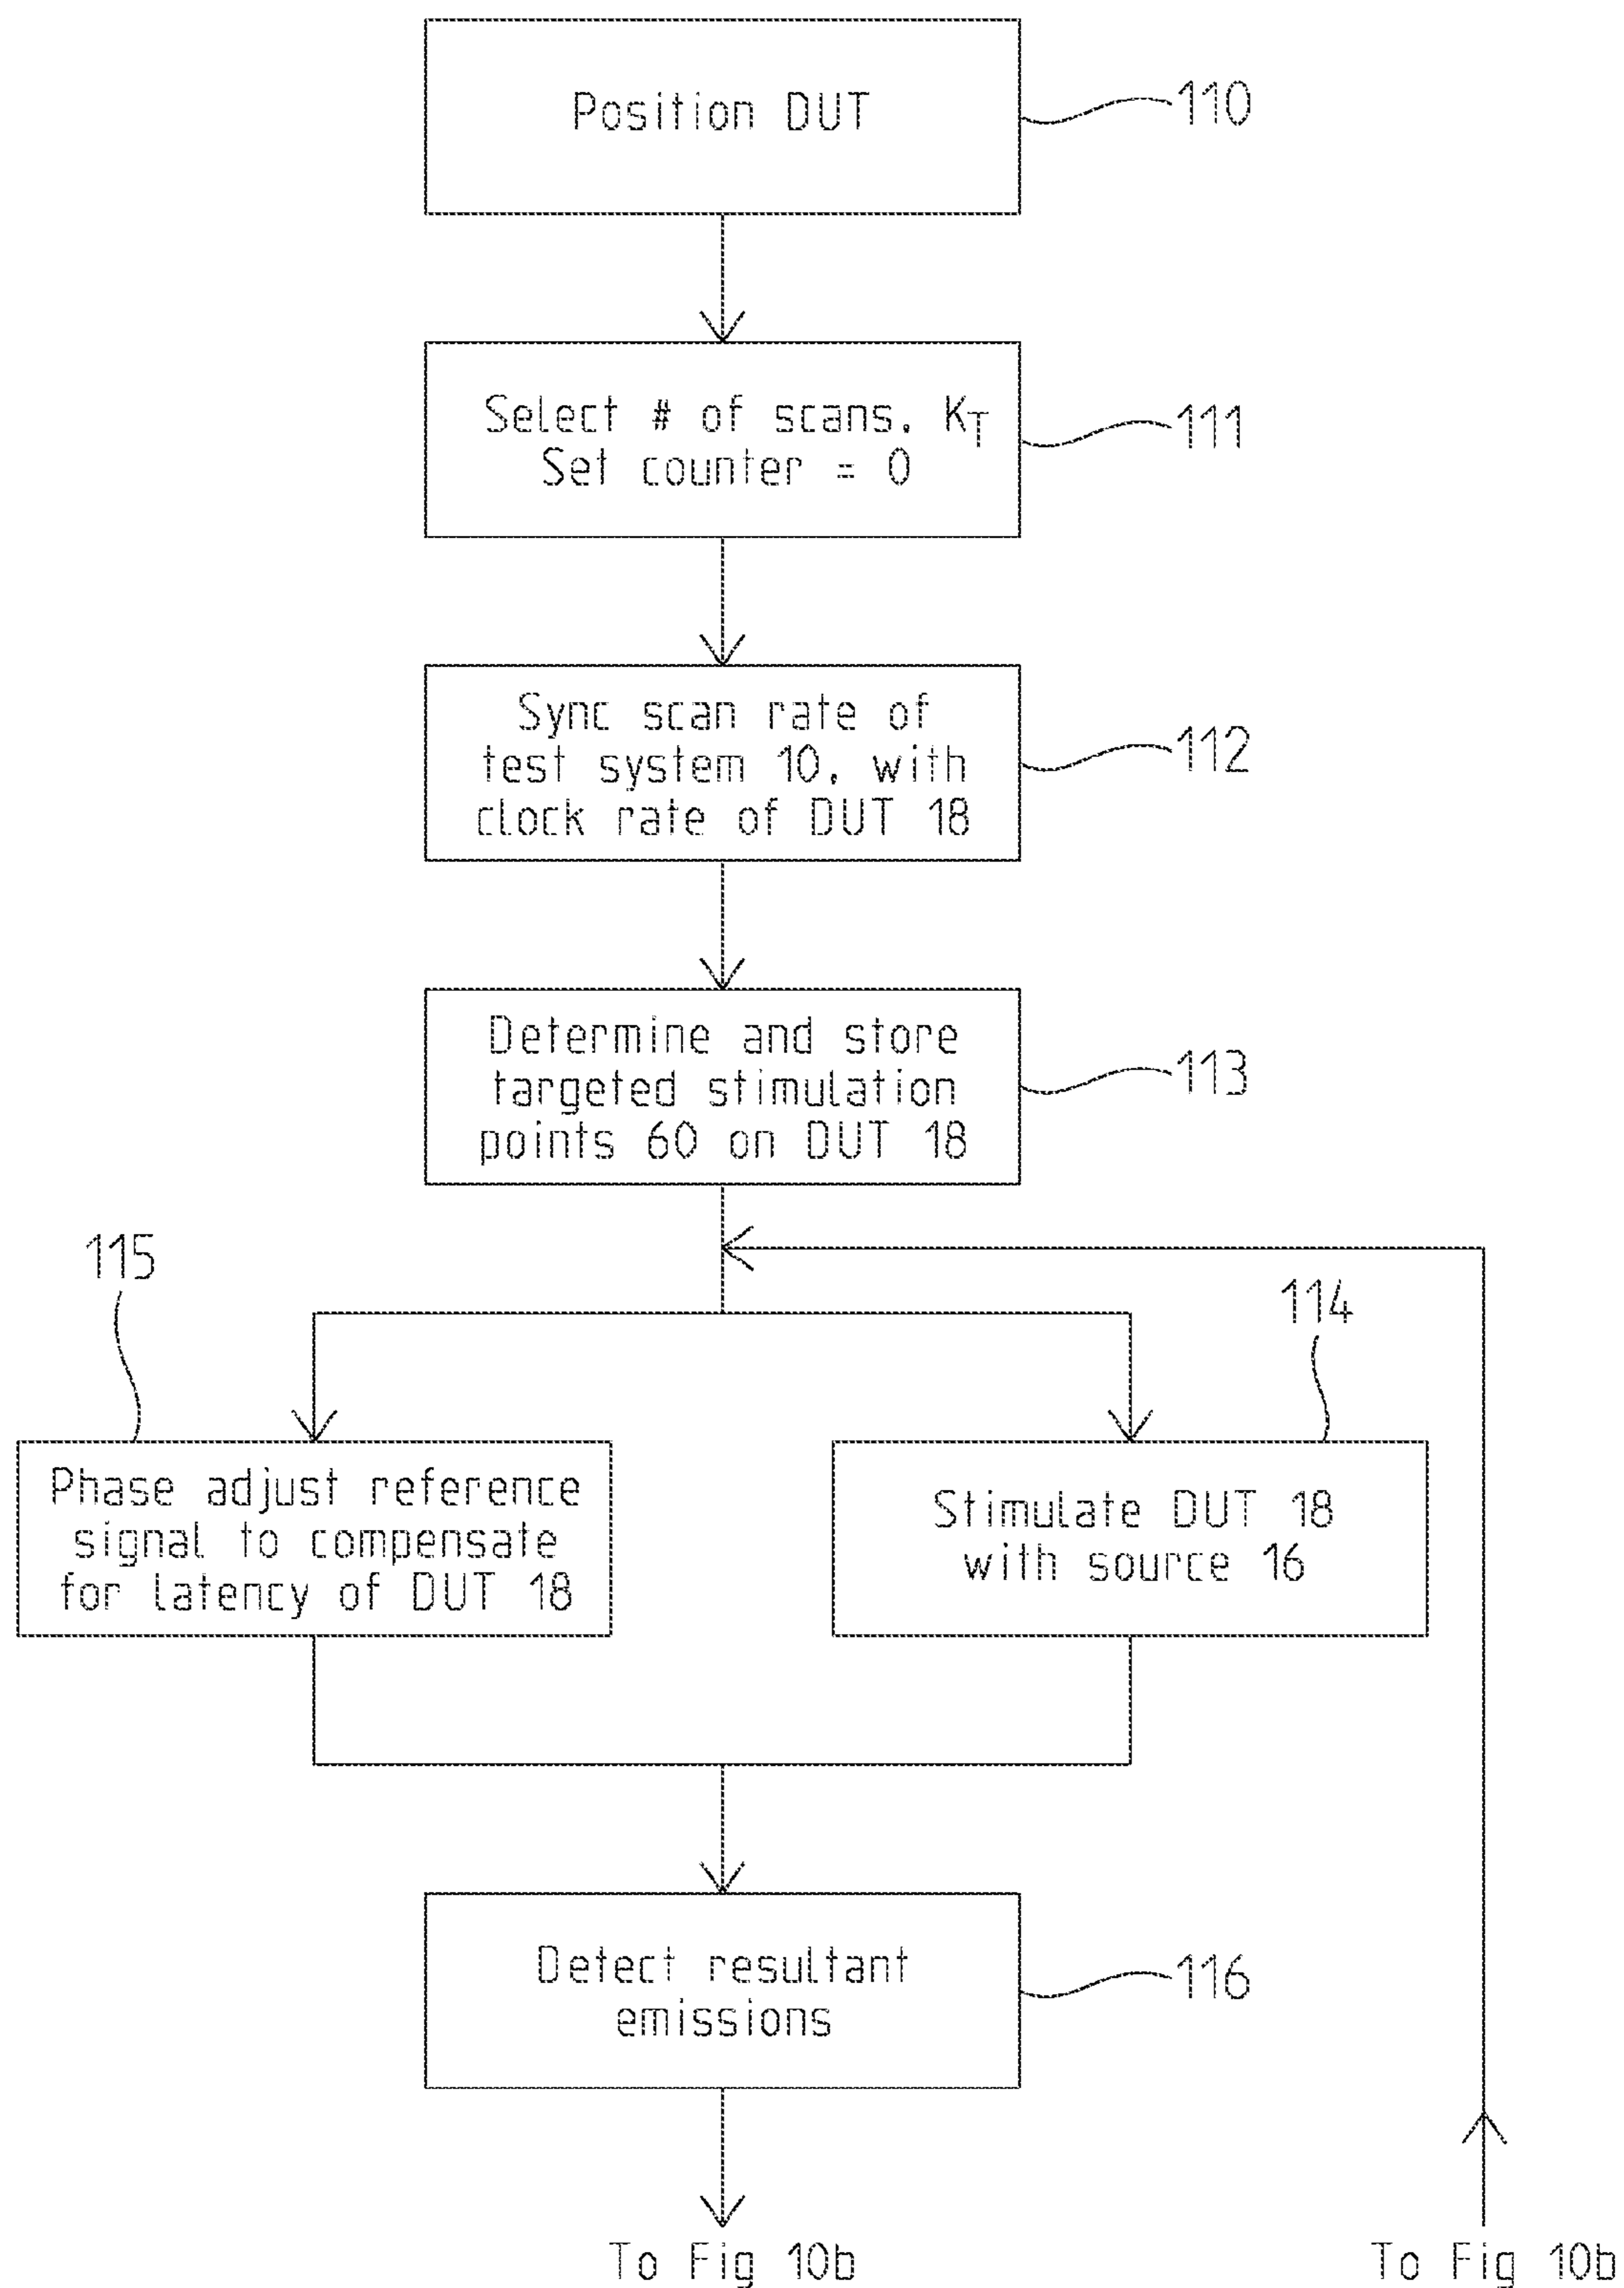 Position DUT
110
Select # of scans, K_T
Set counter = 0
111
Sync scan rate of
test system 10, with
clock rate of DUT 18
112
Determine and store
targeted stimulation
points 60 on DUT 18
113
115
114
Phase adjust reference
signal to compensate
for latency of DUT 18
Stimulate DUT 18
with source 16
Detect resultant
emissions
116
To Fig 10b
To Fig 10b